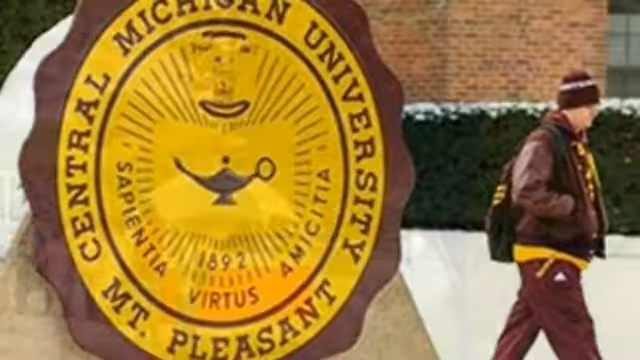 CENTRAL MICHIGAN UNIVERSITY
SAPIENTIA
VIRTUS
AMICITIA
1892
MT. PLEASANT